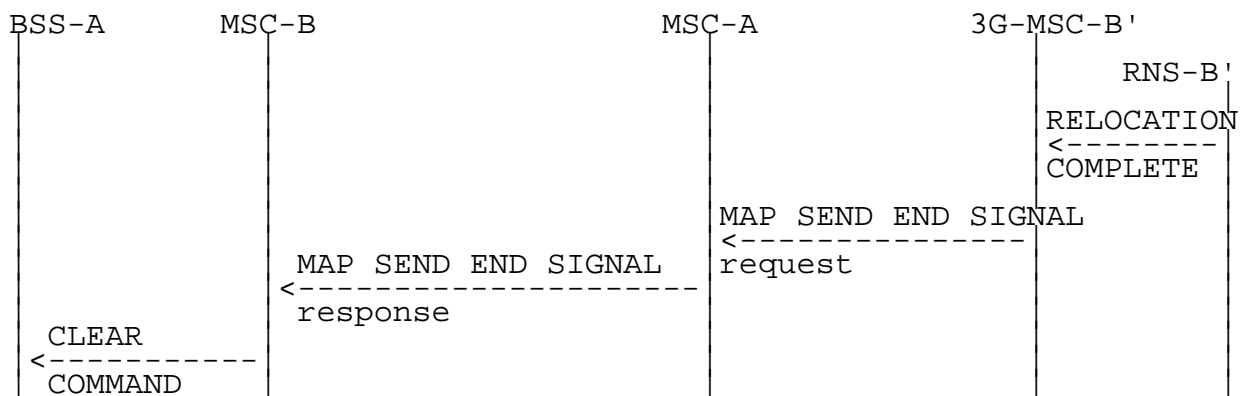 BSS-A MSC-B MSC-A 3G-MSC-B'
RNS-B'
RELOCATION
COMPLETE
MAP SEND END SIGNAL
request
MAP SEND END SIGNAL
response
CLEAR
COMMAND